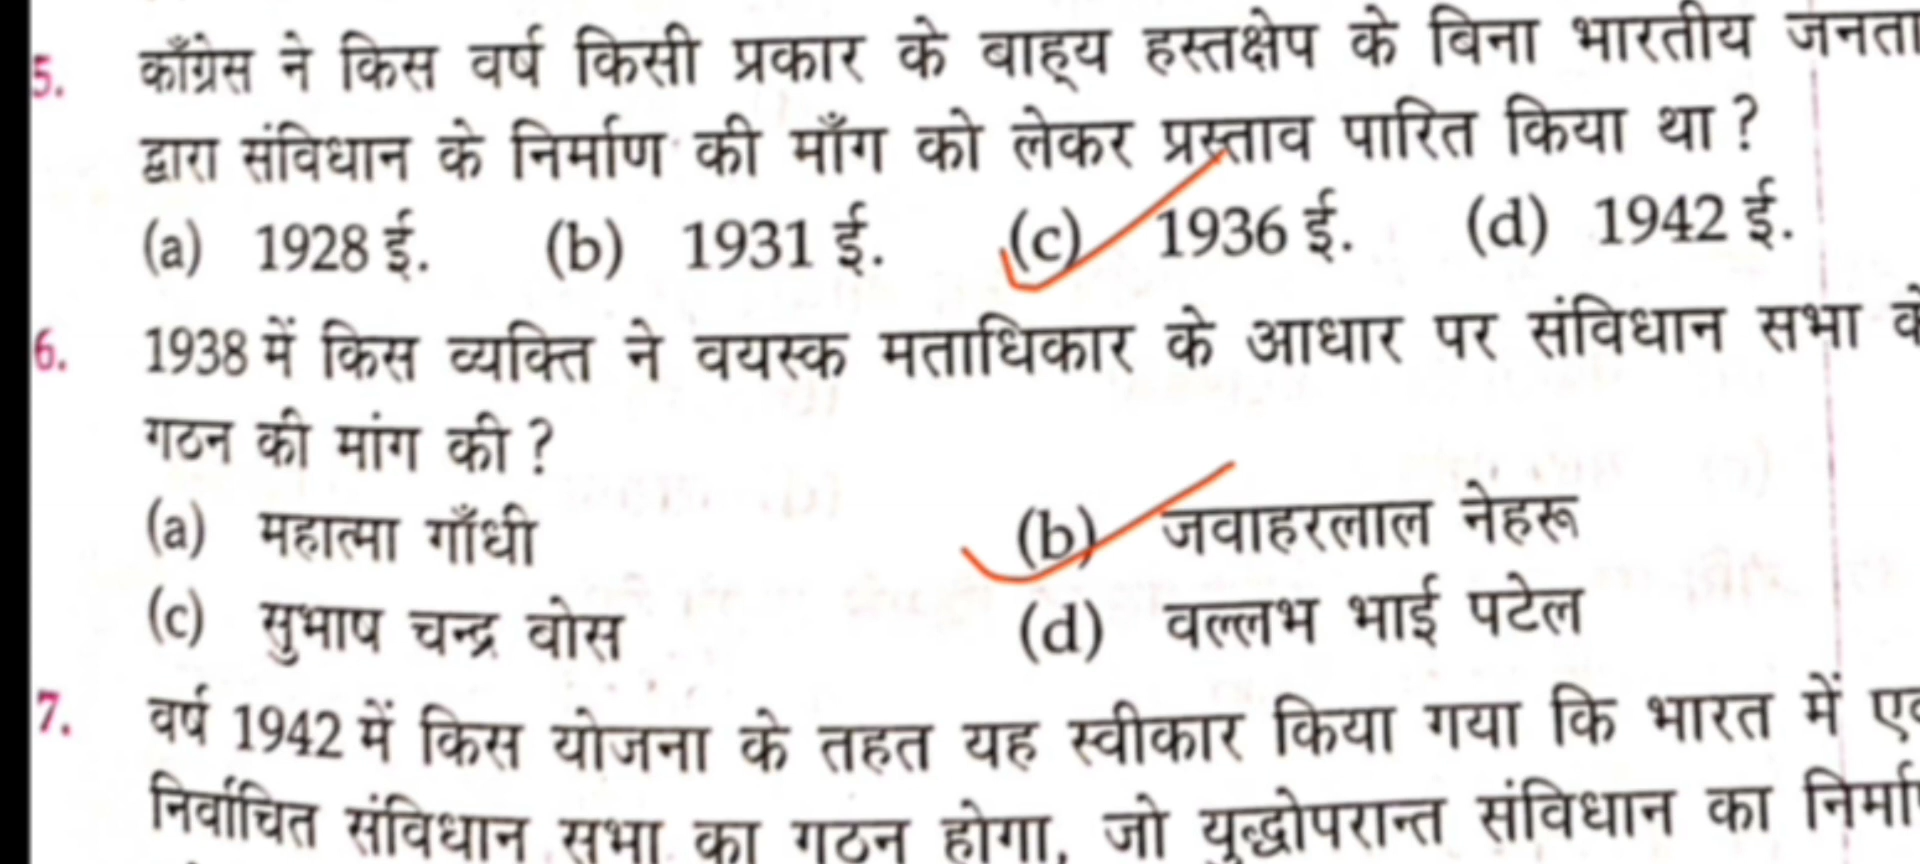 5. काँग्रेस ने किस वर्ष किसी प्रकार के बाह्य हस्तक्षेप के बिना भारतीय जनता
द्वारा संविधान के निर्माण की माँग को लेकर प्रस्ताव पारित किया था ?
(a) 1928 ई. (b) 1931 ई. (c) 1936 ई. (d) 1942 ई.
6. 1938 में किस व्यक्ति ने वयस्क मताधिकार के आधार पर संविधान सभा के
गठन की मांग की ?
(a) महात्मा गाँधी (b) जवाहरलाल नेहरू
(c) सुभाष चन्द्र बोस (d) वल्लभ भाई पटेल
7. वर्ष 1942 में किस योजना के तहत यह स्वीकार किया गया कि भारत में
निर्वाचित संविधान सभा का गठन होगा, जो युद्धोपरान्त संविधान का